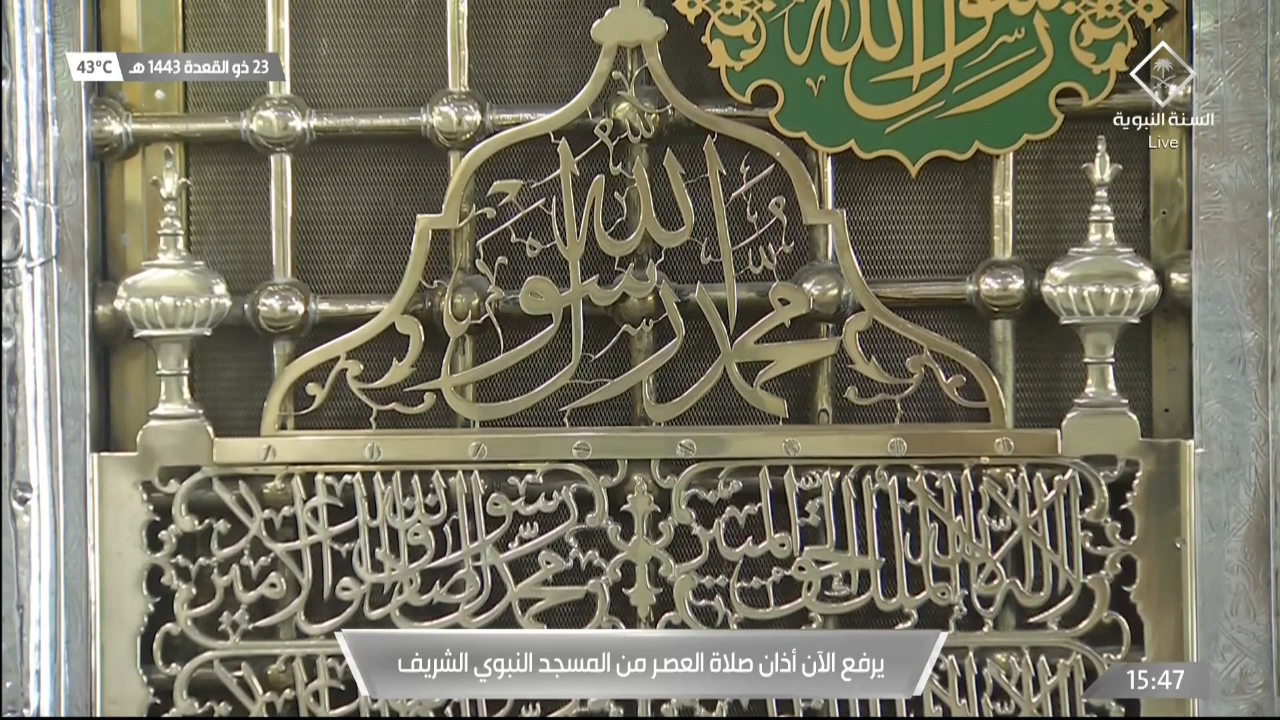 43°C 23 ذو القعدة 1443 هـ
رسول الله
السنة النبوية
Live
محمد رسول الله
لا إله إلا الله الملك الحق المبين
محمد رسول الله الصادق الوعد الأمين
يرفع الآن أذان صلاة العصر من المسجد النبوي الشريف
15:47